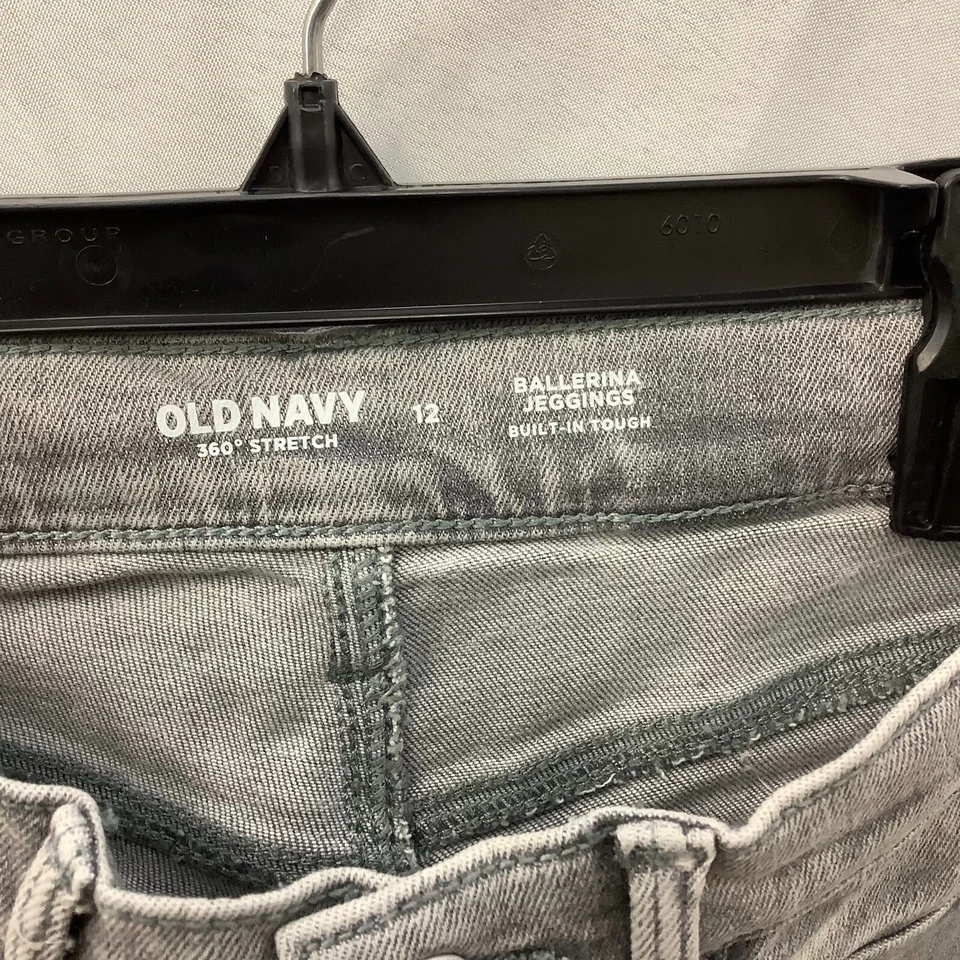 GROUP
6010
OLD NAVY
360° STRETCH
12
BALLERINA
JEGGINGS
BUILT-IN TOUGH